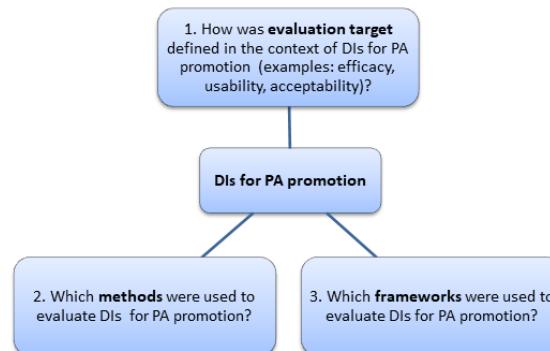 1. How was evaluation target
defined in the context of DIs for PA
promotion (examples: efficacy,
usability, acceptability)?
DIs for PA promotion
2. Which methods were used to
evaluate DIs for PA promotion?
3. Which frameworks were used to
evaluate DIs for PA promotion?